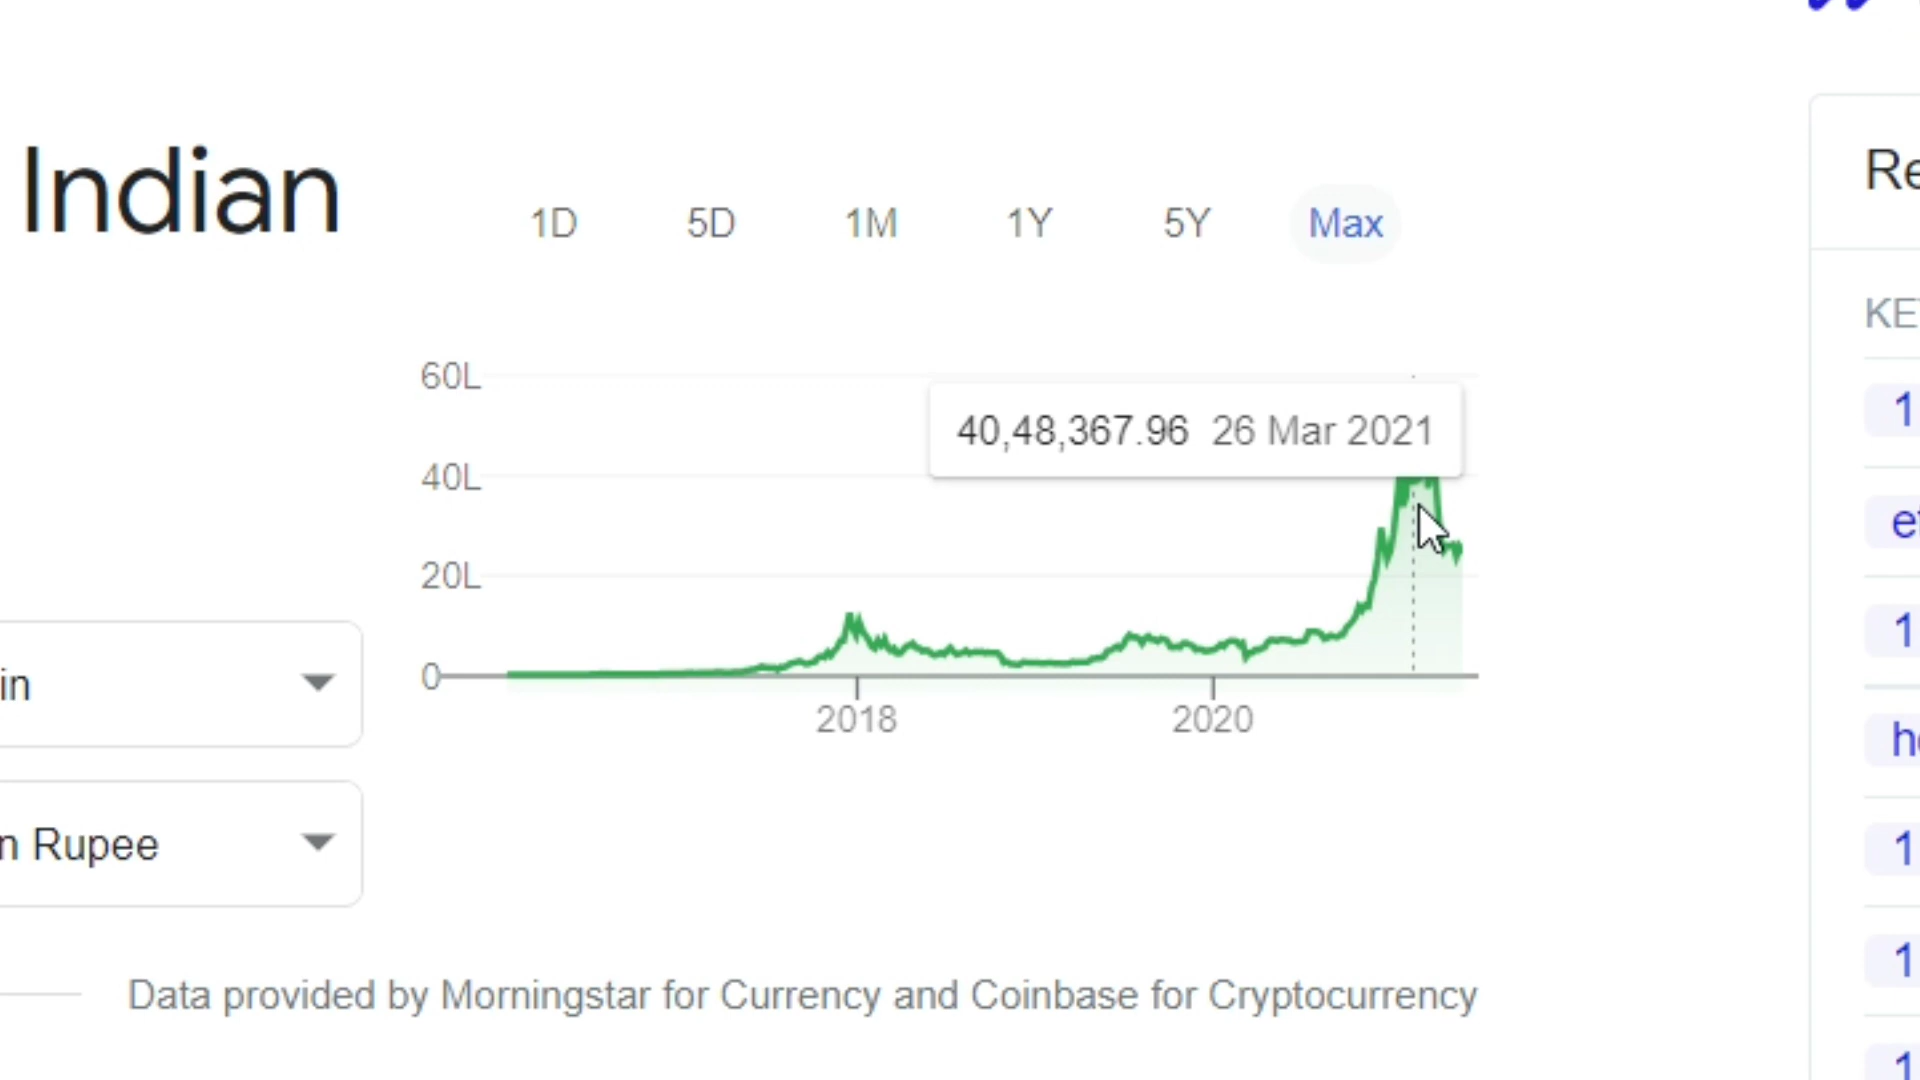 Indian
1D 5D 1M 1Y 5Y Max
60L
40,48,367.96 26 Mar 2021
40L
20L
0
2018 2020
in
n Rupee
Data provided by Morningstar for Currency and Coinbase for Cryptocurrency
Re
KE
1
1
1
1
1